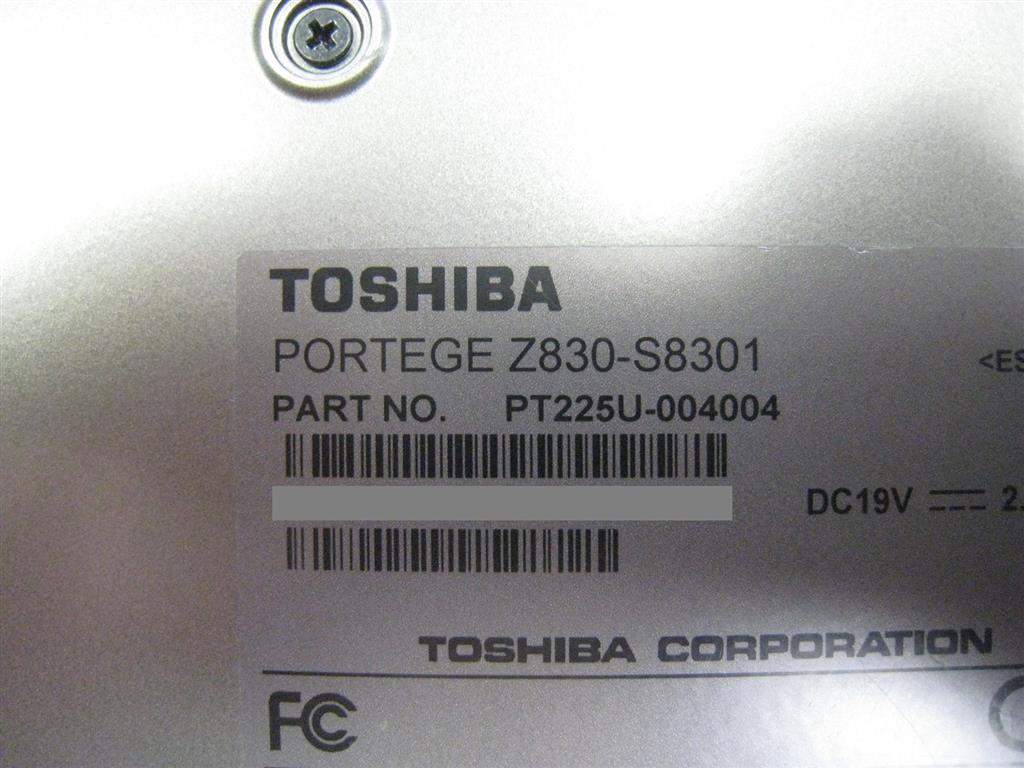 TOSHIBA
PORTEGE Z830-S8301
PART NO. PT225U-004004
DC19V
TOSHIBA CORPORATION
FC